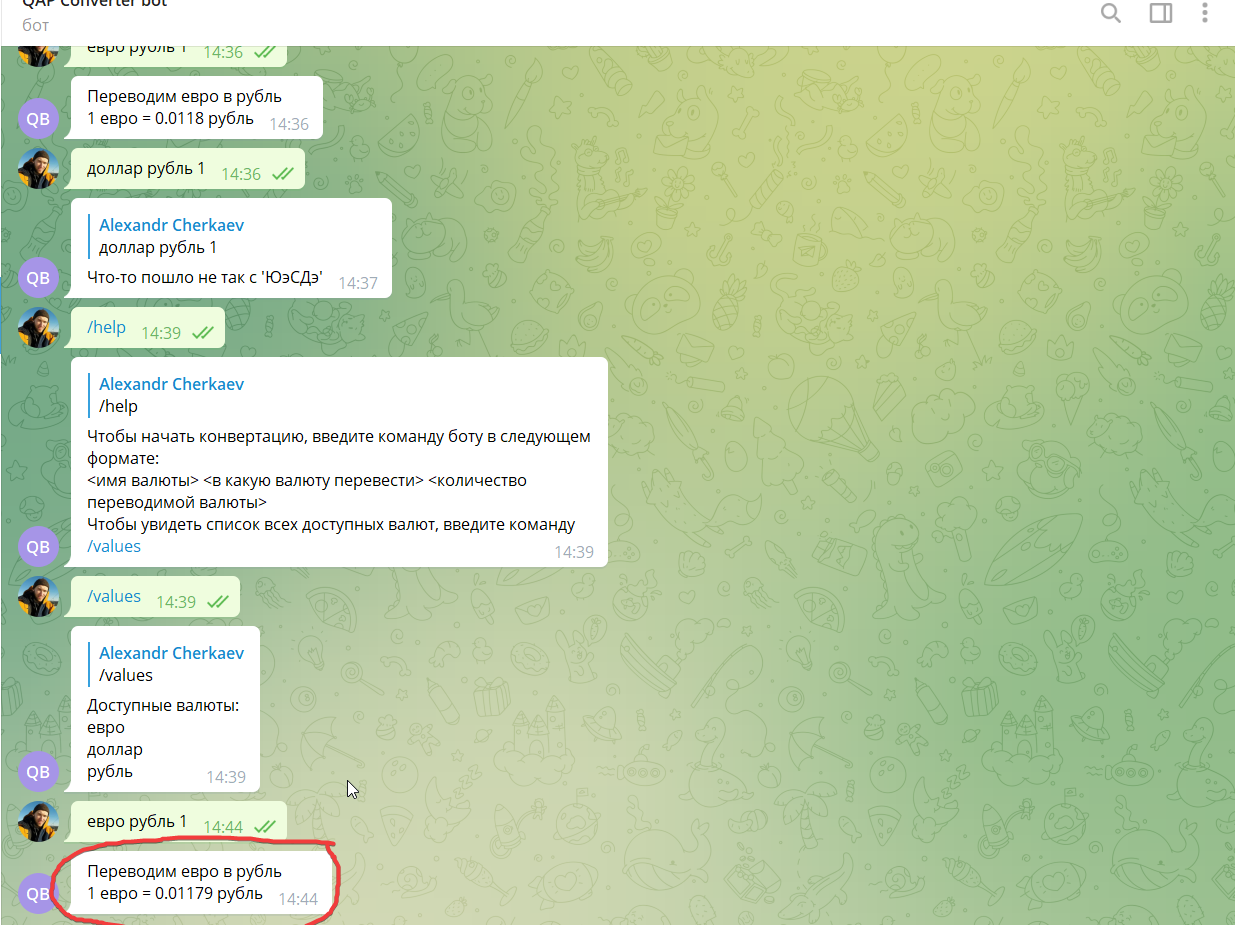 QAP Converter bot
бот
евро рубль 1 14:36
Переводим евро в рубль
1 евро = 0.0118 рубль 14:36
QB
доллар рубль 1 14:36
Alexandr Cherkaev
доллар рубль 1
Что-то пошло не так с 'ЮэСДэ' 14:37
QB
/help 14:39
Alexandr Cherkaev
/help
Чтобы начать конвертацию, введите команду боту в следующем
формате:
<имя валюты> <в какую валюту перевести> <количество
переводимой валюты>
Чтобы увидеть список всех доступных валют, введите команду
/values 14:39
QB
/values 14:39
Alexandr Cherkaev
/values
Доступные валюты:
евро
доллар
рубль 14:39
QB
евро рубль 1 14:44
Переводим евро в рубль
1 евро = 0.01179 рубль 14:44
QB